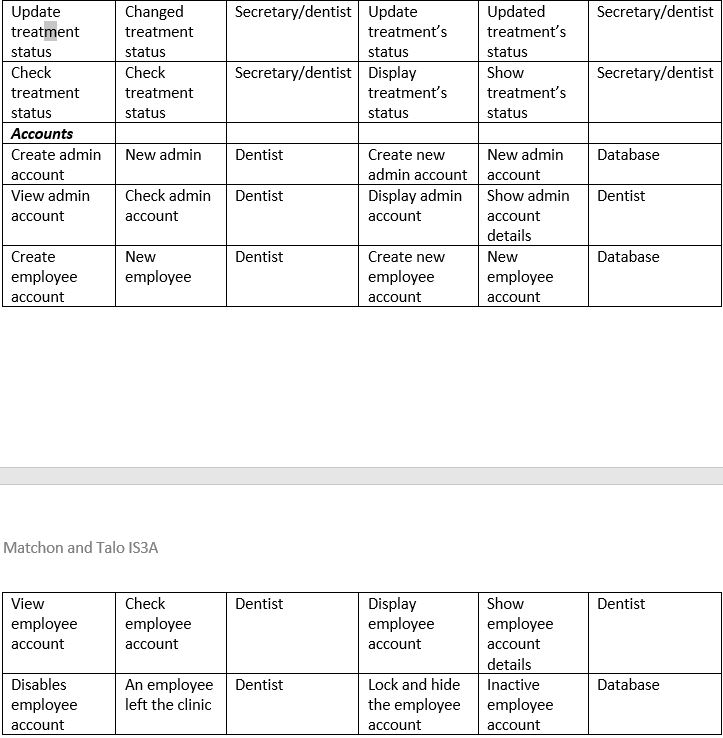 Update treatment status | Changed treatment status | Secretary/dentist | Update treatment’s status | Updated treatment’s status | Secretary/dentist
Check treatment status | Check treatment status | Secretary/dentist | Display treatment’s status | Show treatment’s status | Secretary/dentist
Accounts
Create admin account | New admin | Dentist | Create new admin account | New admin account | Database
View admin account | Check admin account | Dentist | Display admin account | Show admin account details | Dentist
Create employee account | New employee | Dentist | Create new employee account | New employee account | Database
Matchon and Talo IS3A
View employee account | Check employee account | Dentist | Display employee account | Show employee account details | Dentist
Disables employee account | An employee left the clinic | Dentist | Lock and hide the employee account | Inactive employee account | Database